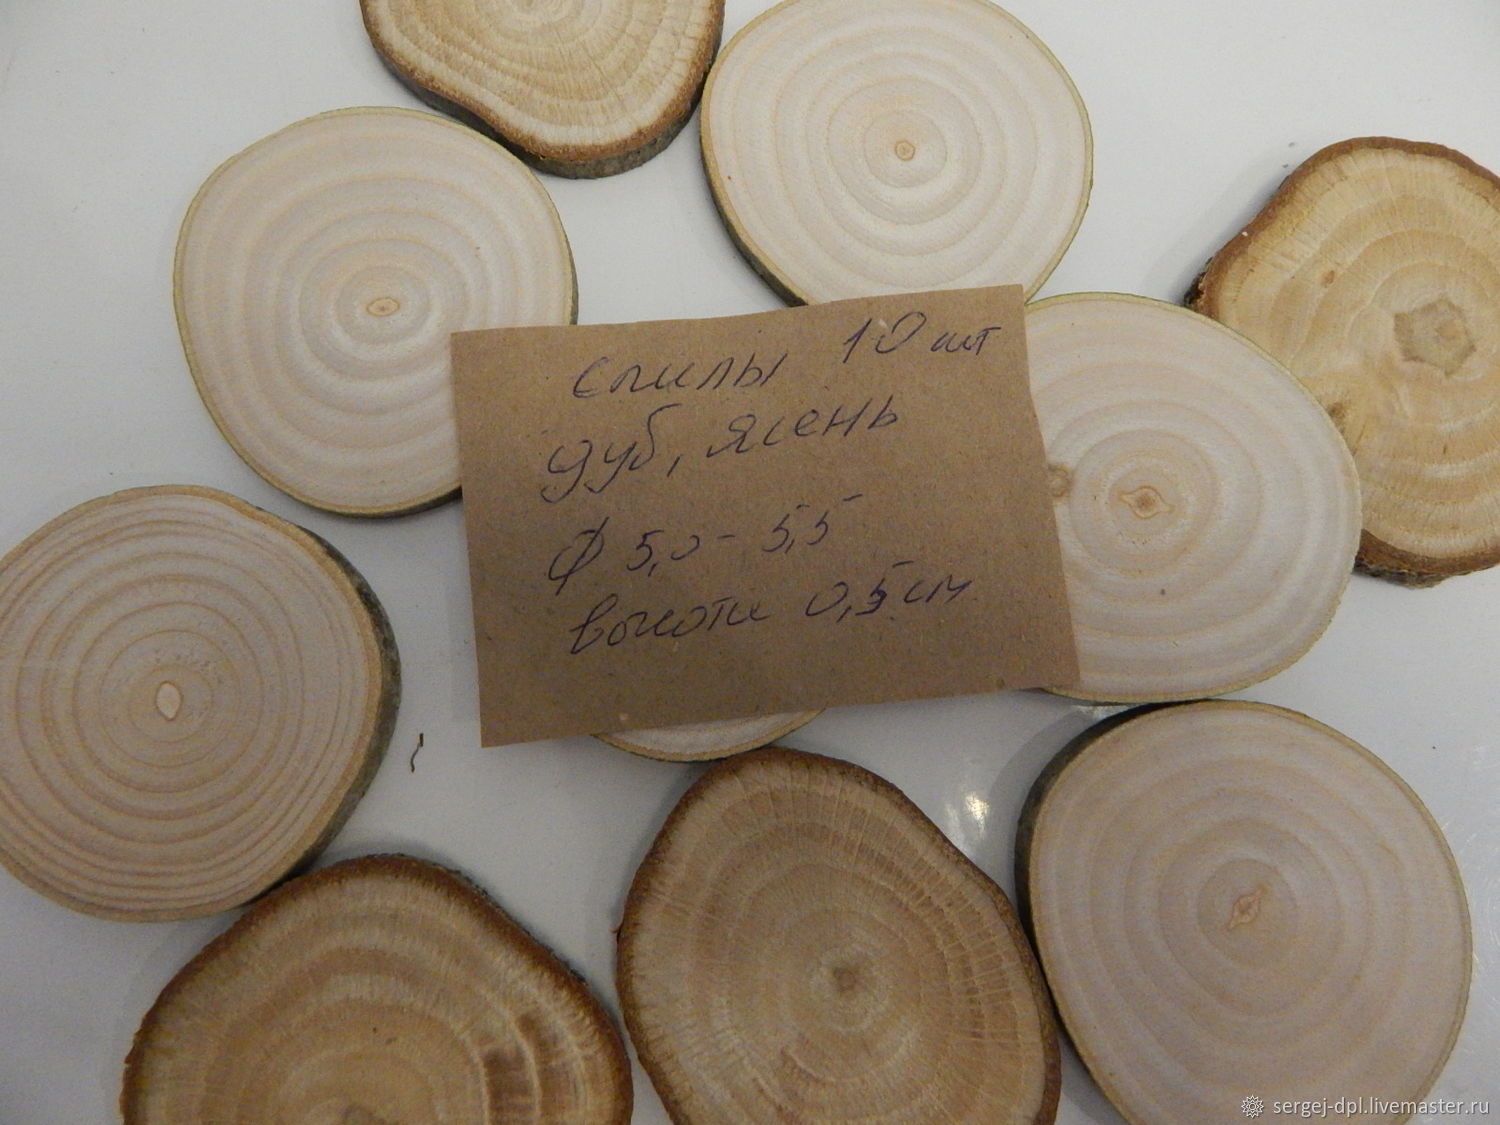 спилы 10 шт
дуб, ясень
Ф 5,0 - 5,5
высота 0,5 см
sergej-dpl.livemaster.ru